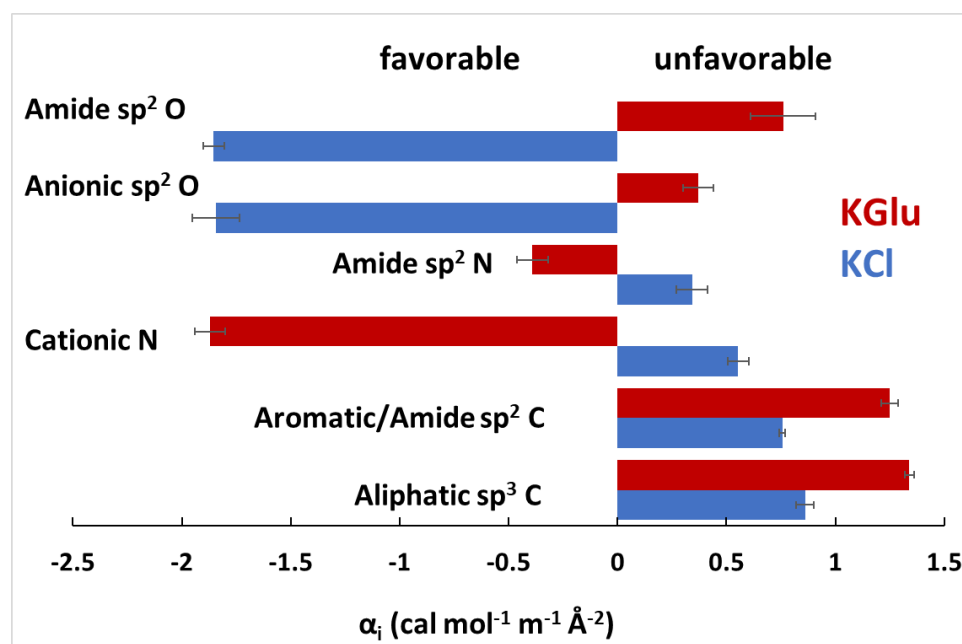 favorable unfavorable
Amide sp² O
Anionic sp² O
KGlu
Amide sp² N
KCl
Cationic N
Aromatic/Amide sp² C
Aliphatic sp³ C
-2.5 -2 -1.5 -1 -0.5 0 0.5 1 1.5
αᵢ (cal mol⁻¹ m⁻¹ Å⁻²)